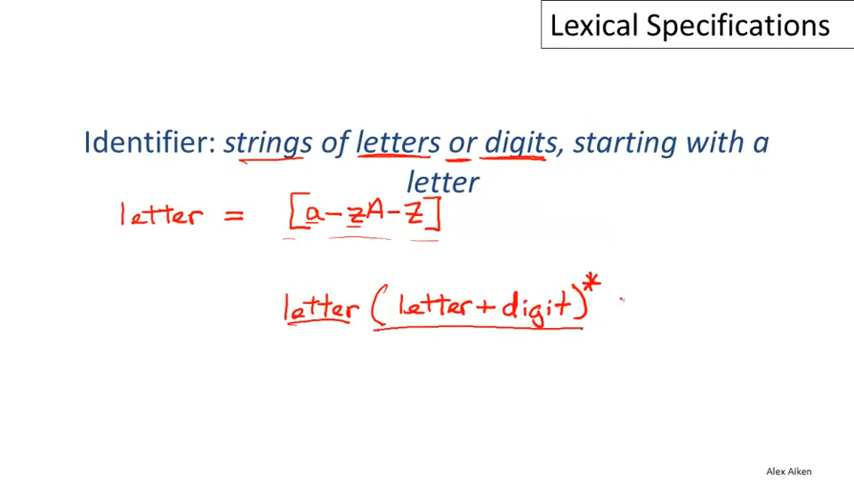 Lexical Specifications
Identifier: strings of letters or digits, starting with a
letter
letter = [a-zA-Z]
letter (letter+digit)*
Alex Aiken